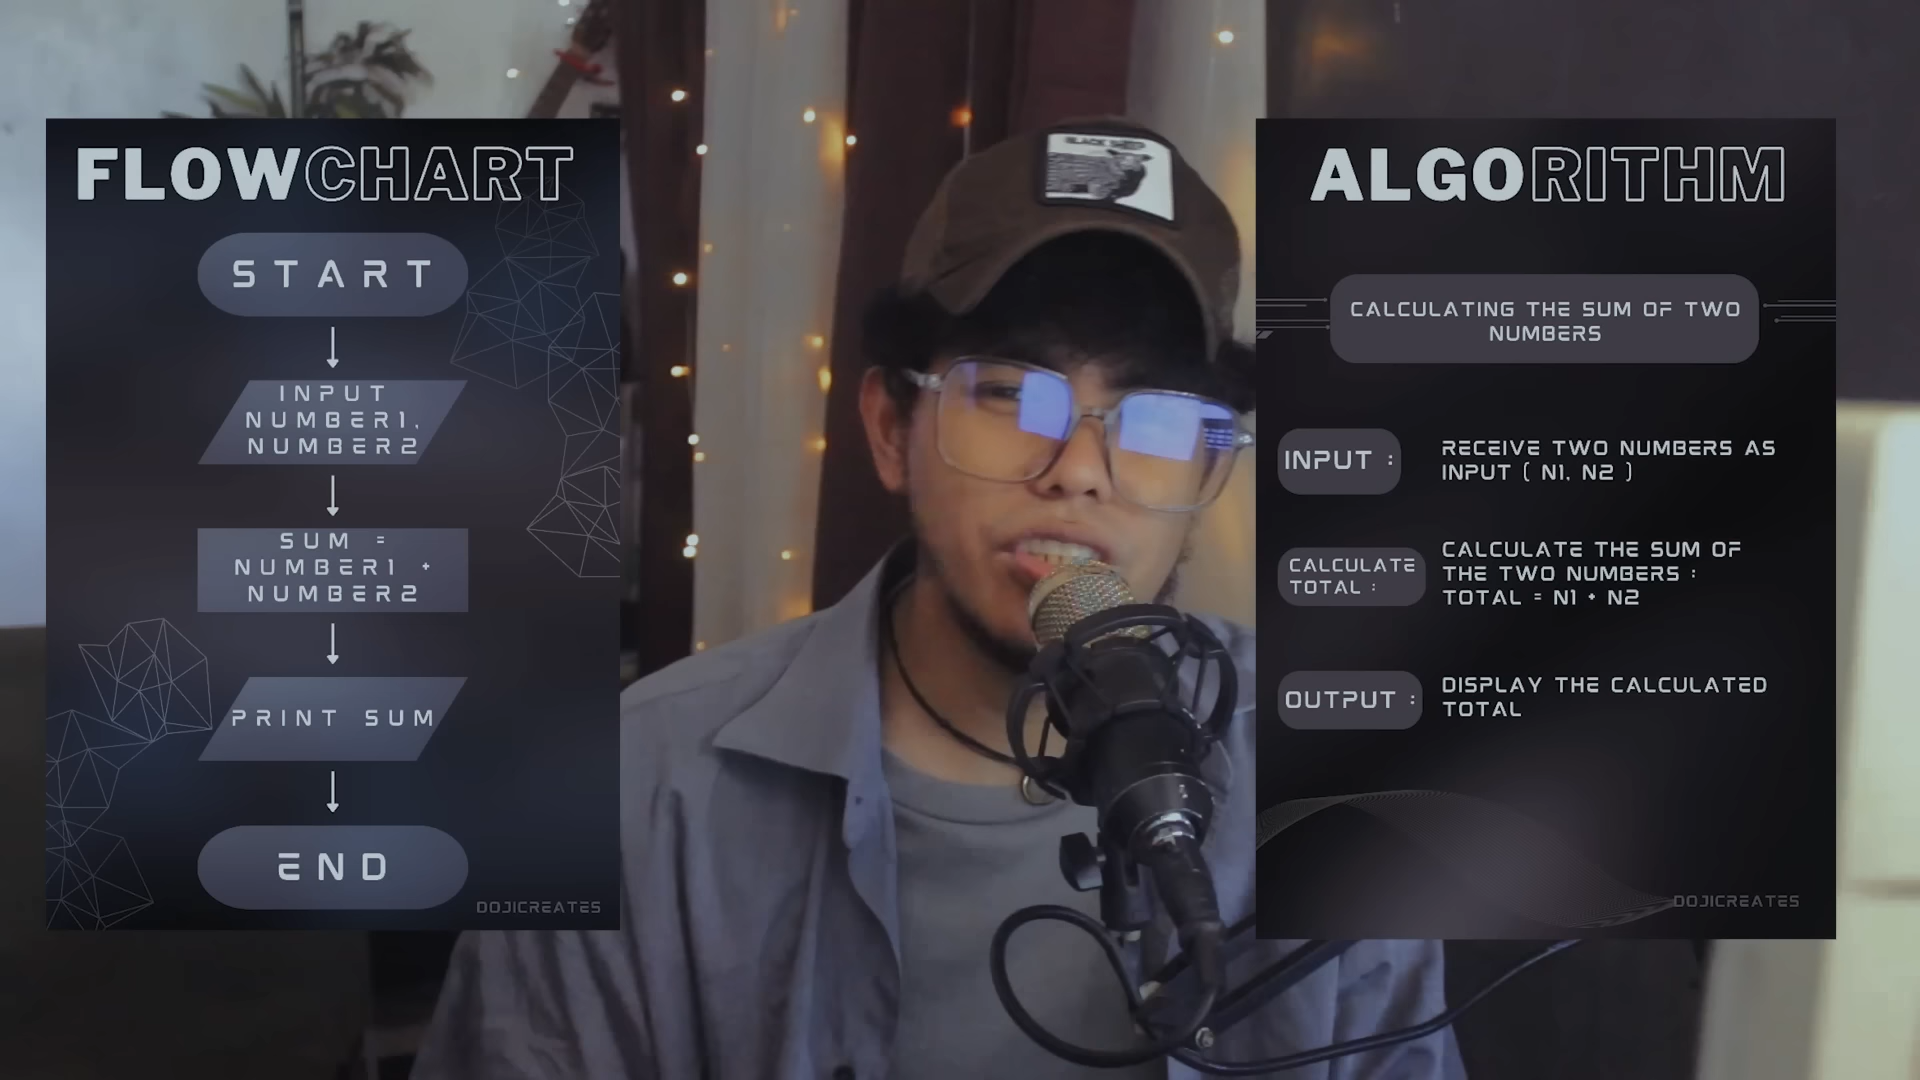 FLOWCHART
START
INPUT
NUMBER1,
NUMBER2
SUM =
NUMBER1 +
NUMBER2
PRINT SUM
END
DOJICREATES
ALGORITHM
CALCULATING THE SUM OF TWO
NUMBERS
INPUT :
RECEIVE TWO NUMBERS AS
INPUT ( N1, N2 )
CALCULATE
TOTAL :
CALCULATE THE SUM OF
THE TWO NUMBERS :
TOTAL = N1 + N2
OUTPUT :
DISPLAY THE CALCULATED
TOTAL
DOJICREATES